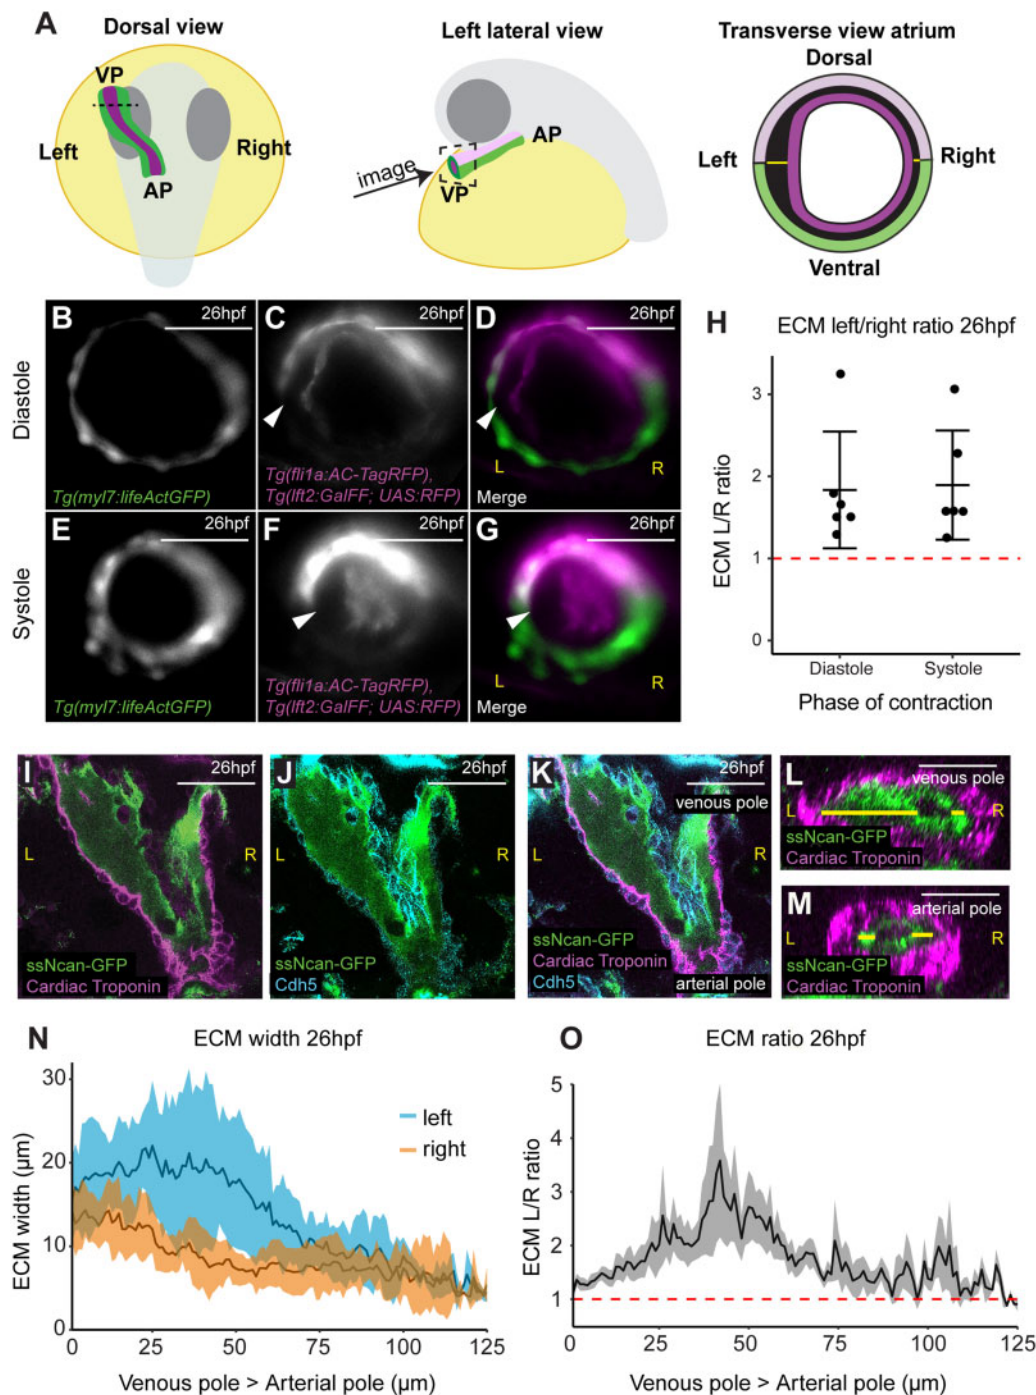 A
Dorsal view
VP
Left
Right
AP
Left lateral view
AP
image
VP
Transverse view atrium
Dorsal
Left
Right
Ventral
Diastole
B
26hpf
Tg(myl7:lifeActGFP)
C
26hpf
Tg(fli1a:AC-TagRFP),
Tg(lft2:GalFF; UAS:RFP)
D
26hpf
L
R
Merge
Systole
E
26hpf
Tg(myl7:lifeActGFP)
F
26hpf
Tg(fli1a:AC-TagRFP),
Tg(lft2:GalFF; UAS:RFP)
G
26hpf
L
R
Merge
H
ECM left/right ratio 26hpf
ECM L/R ratio
3
2
1
0
Diastole
Systole
Phase of contraction
I
26hpf
L
R
ssNcan-GFP
Cardiac Troponin
J
26hpf
ssNcan-GFP
Cdh5
K
26hpf
venous pole
L
R
ssNcan-GFP
Cardiac Troponin
Cdh5
arterial pole
L
venous pole
L
R
ssNcan-GFP
Cardiac Troponin
M
arterial pole
L
R
ssNcan-GFP
Cardiac Troponin
N
ECM width 26hpf
ECM width (µm)
30
20
10
0
left
right
0
25
50
75
100
125
Venous pole > Arterial pole (µm)
O
ECM ratio 26hpf
ECM L/R ratio
5
4
3
2
1
0
25
50
75
100
125
Venous pole > Arterial pole (µm)